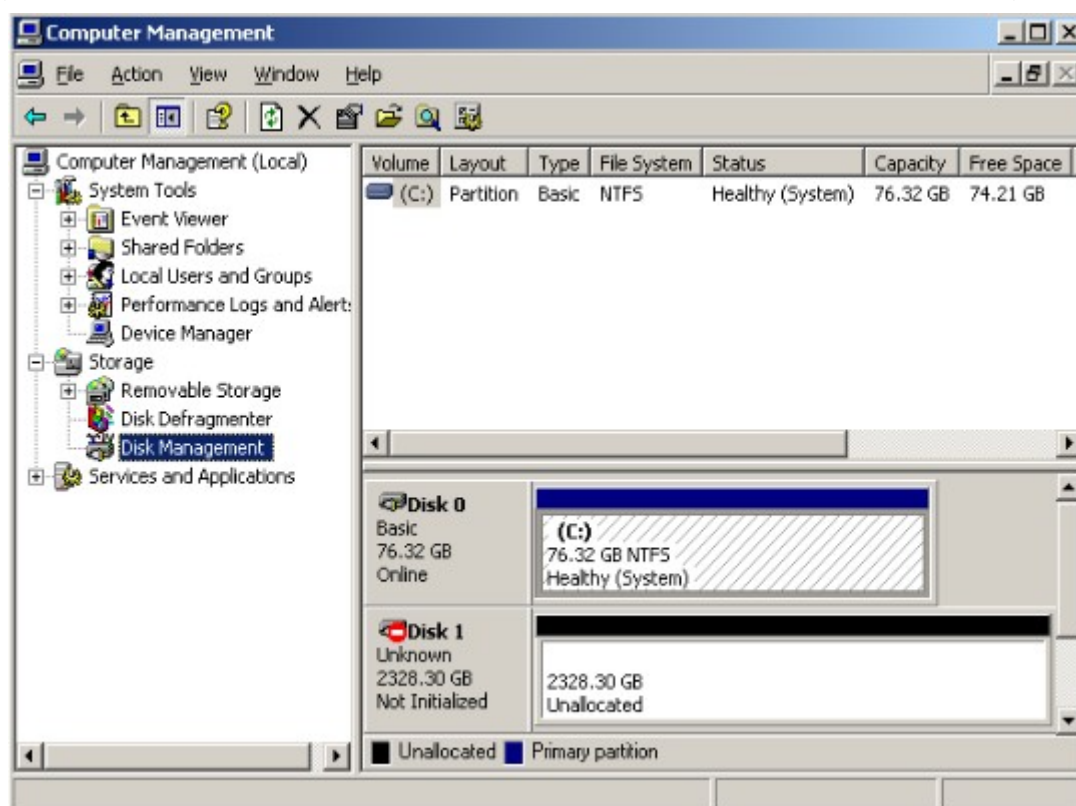 Computer Management
File Action View Window Help
Computer Management (Local)
System Tools
Event Viewer
Shared Folders
Local Users and Groups
Performance Logs and Alert
Device Manager
Storage
Removable Storage
Disk Defragmenter
Disk Management
Services and Applications
Volume Layout Type File System Status Capacity Free Space
(C:) Partition Basic NTFS Healthy (System) 76.32 GB 74.21 GB
Disk 0
Basic
76.32 GB
Online
(C:)
76.32 GB NTFS
Healthy (System)
Disk 1
Unknown
2328.30 GB
Not Initialized
2328.30 GB
Unallocated
Unallocated Primary partition